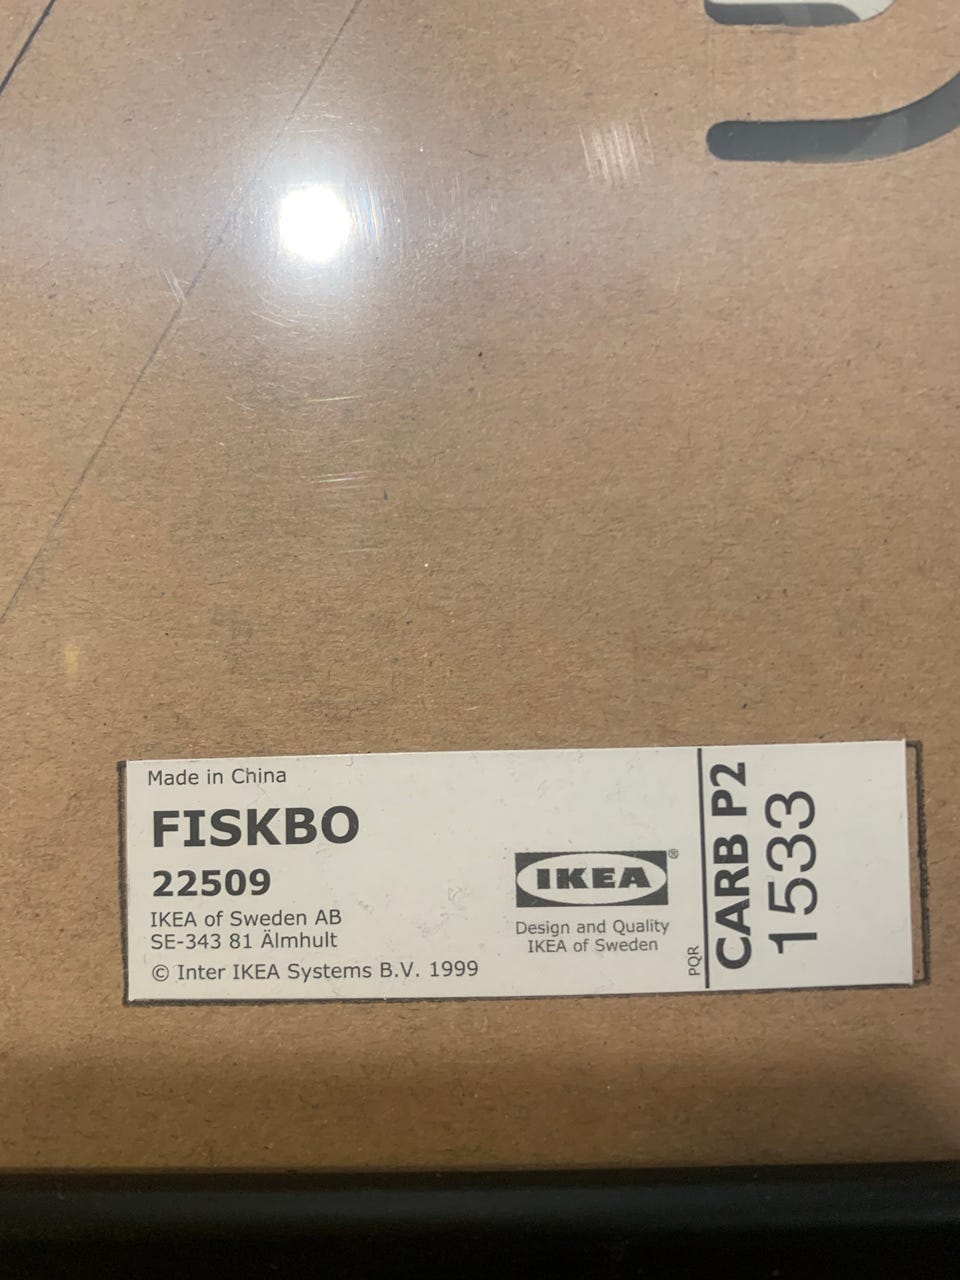 Made in China
FISKBO
22509
IKEA of Sweden AB
SE-343 81 Älmhult
© Inter IKEA Systems B.V. 1999
IKEA®
Design and Quality
IKEA of Sweden
PQR
CARB P2
1533